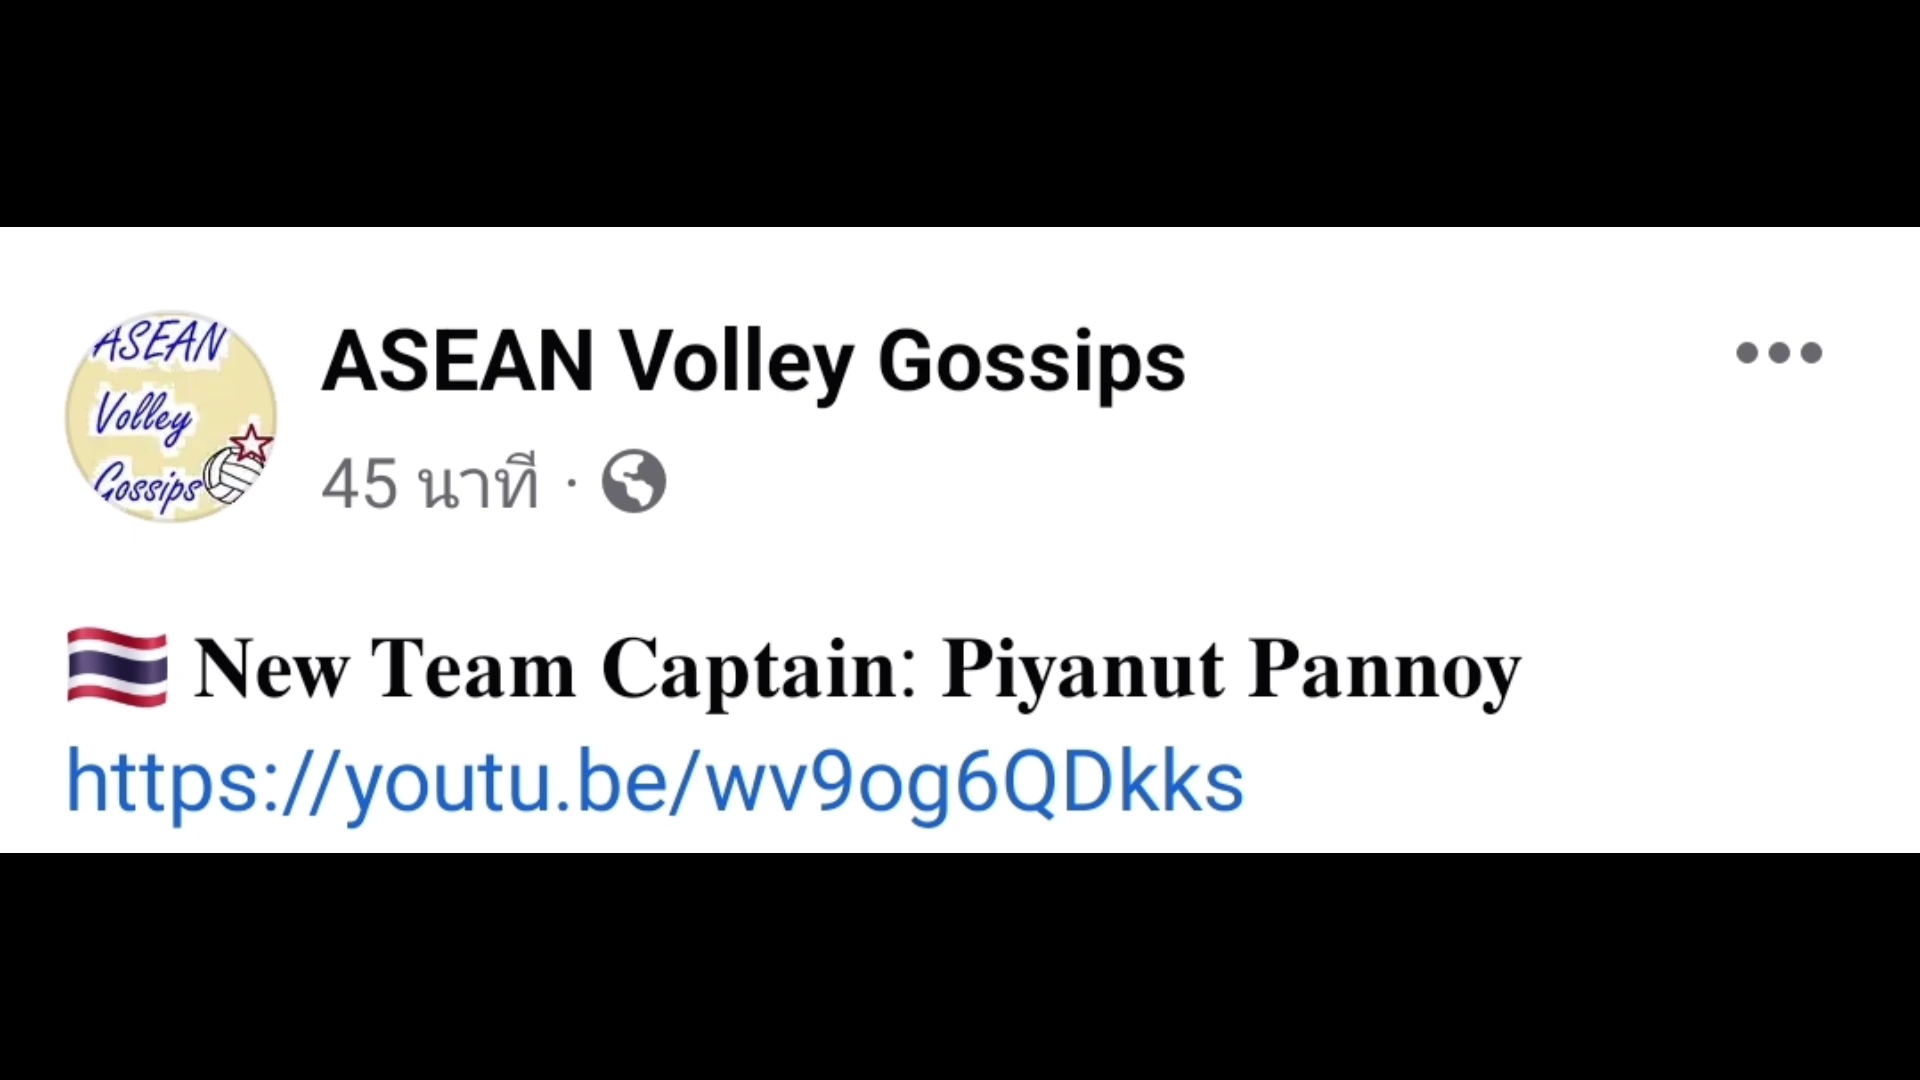 ASEAN
Volley
Gossips
ASEAN Volley Gossips
45 นาที ·
🇹🇭 New Team Captain: Piyanut Pannoy
https://youtu.be/wv9og6QDkks